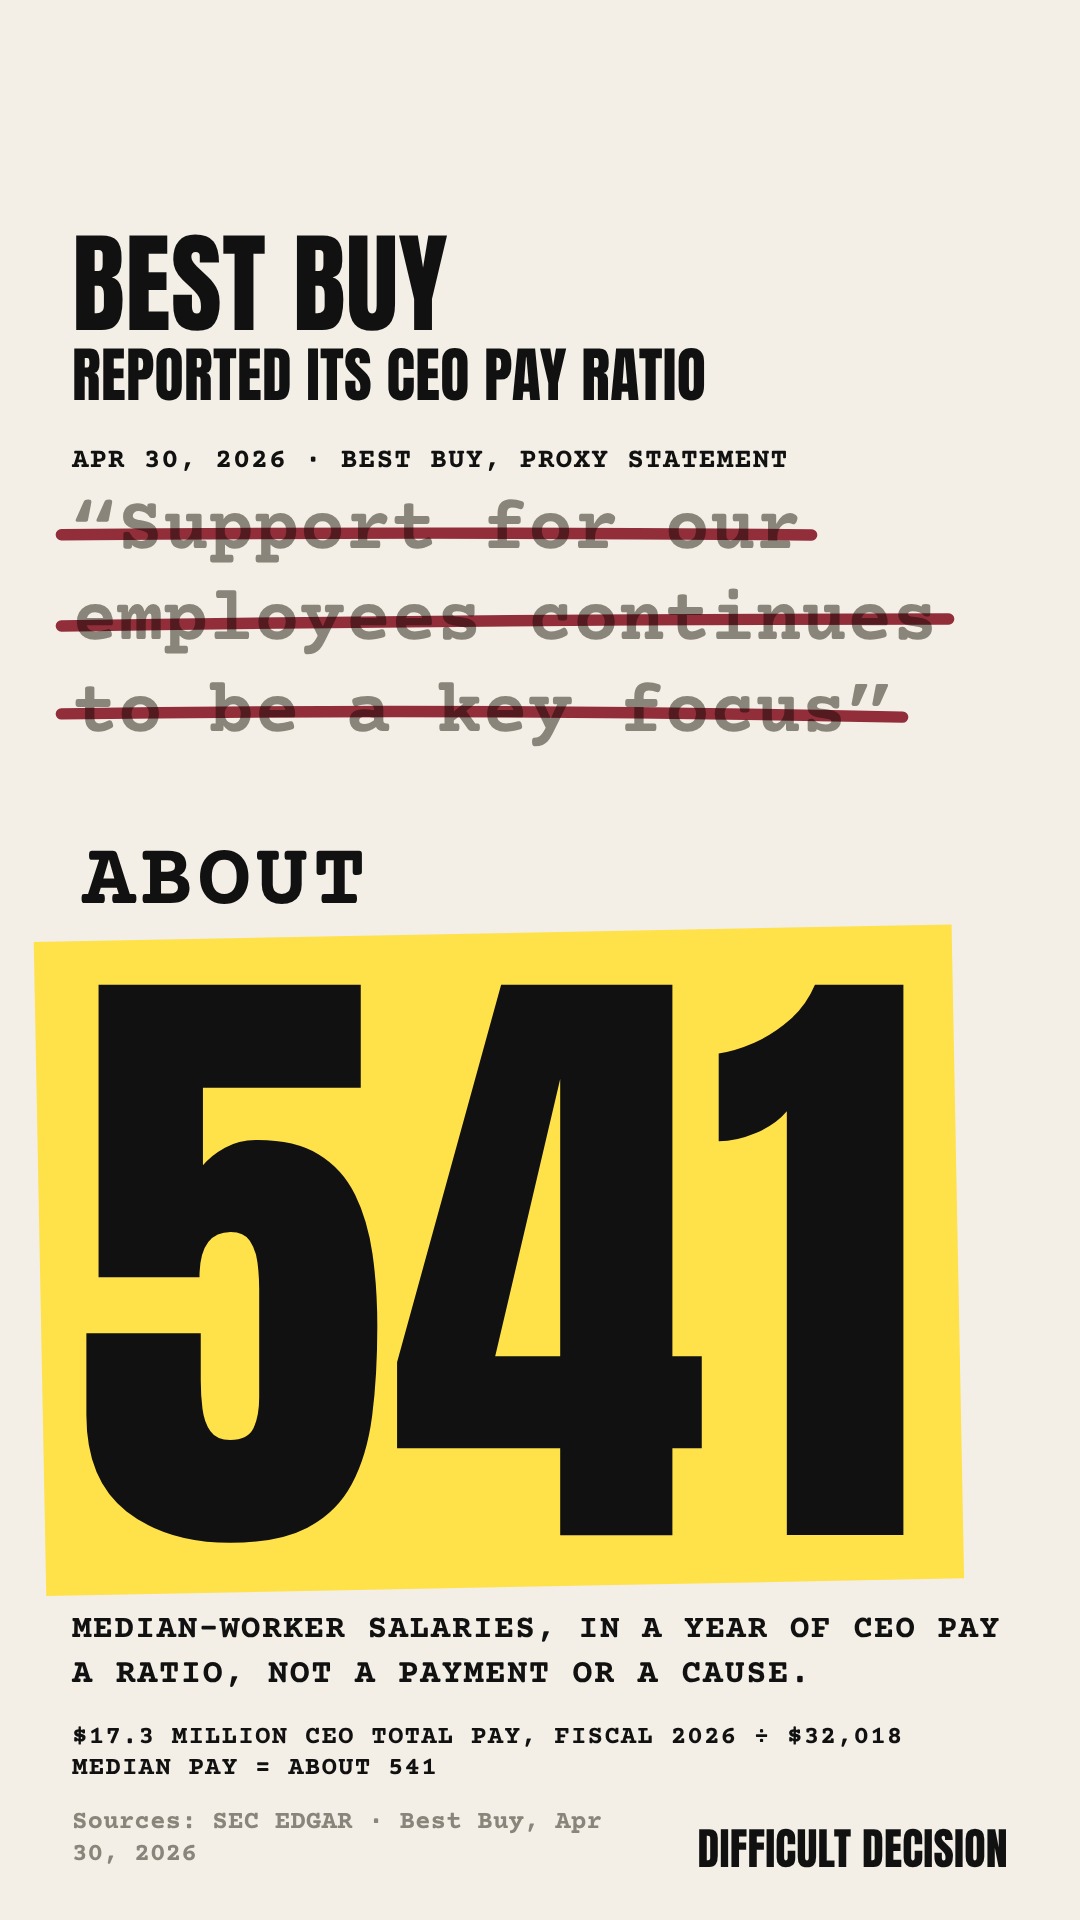 BEST BUY
REPORTED ITS CEO PAY RATIO
APR 30, 2026 · BEST BUY, PROXY STATEMENT
“Support for our
employees continues
to be a key focus”
ABOUT
541
MEDIAN-WORKER SALARIES, IN A YEAR OF CEO PAY
A RATIO, NOT A PAYMENT OR A CAUSE.
$17.3 MILLION CEO TOTAL PAY, FISCAL 2026 ÷ $32,018
MEDIAN PAY = ABOUT 541
Sources: SEC EDGAR · Best Buy, Apr
30, 2026
DIFFICULT DECISION